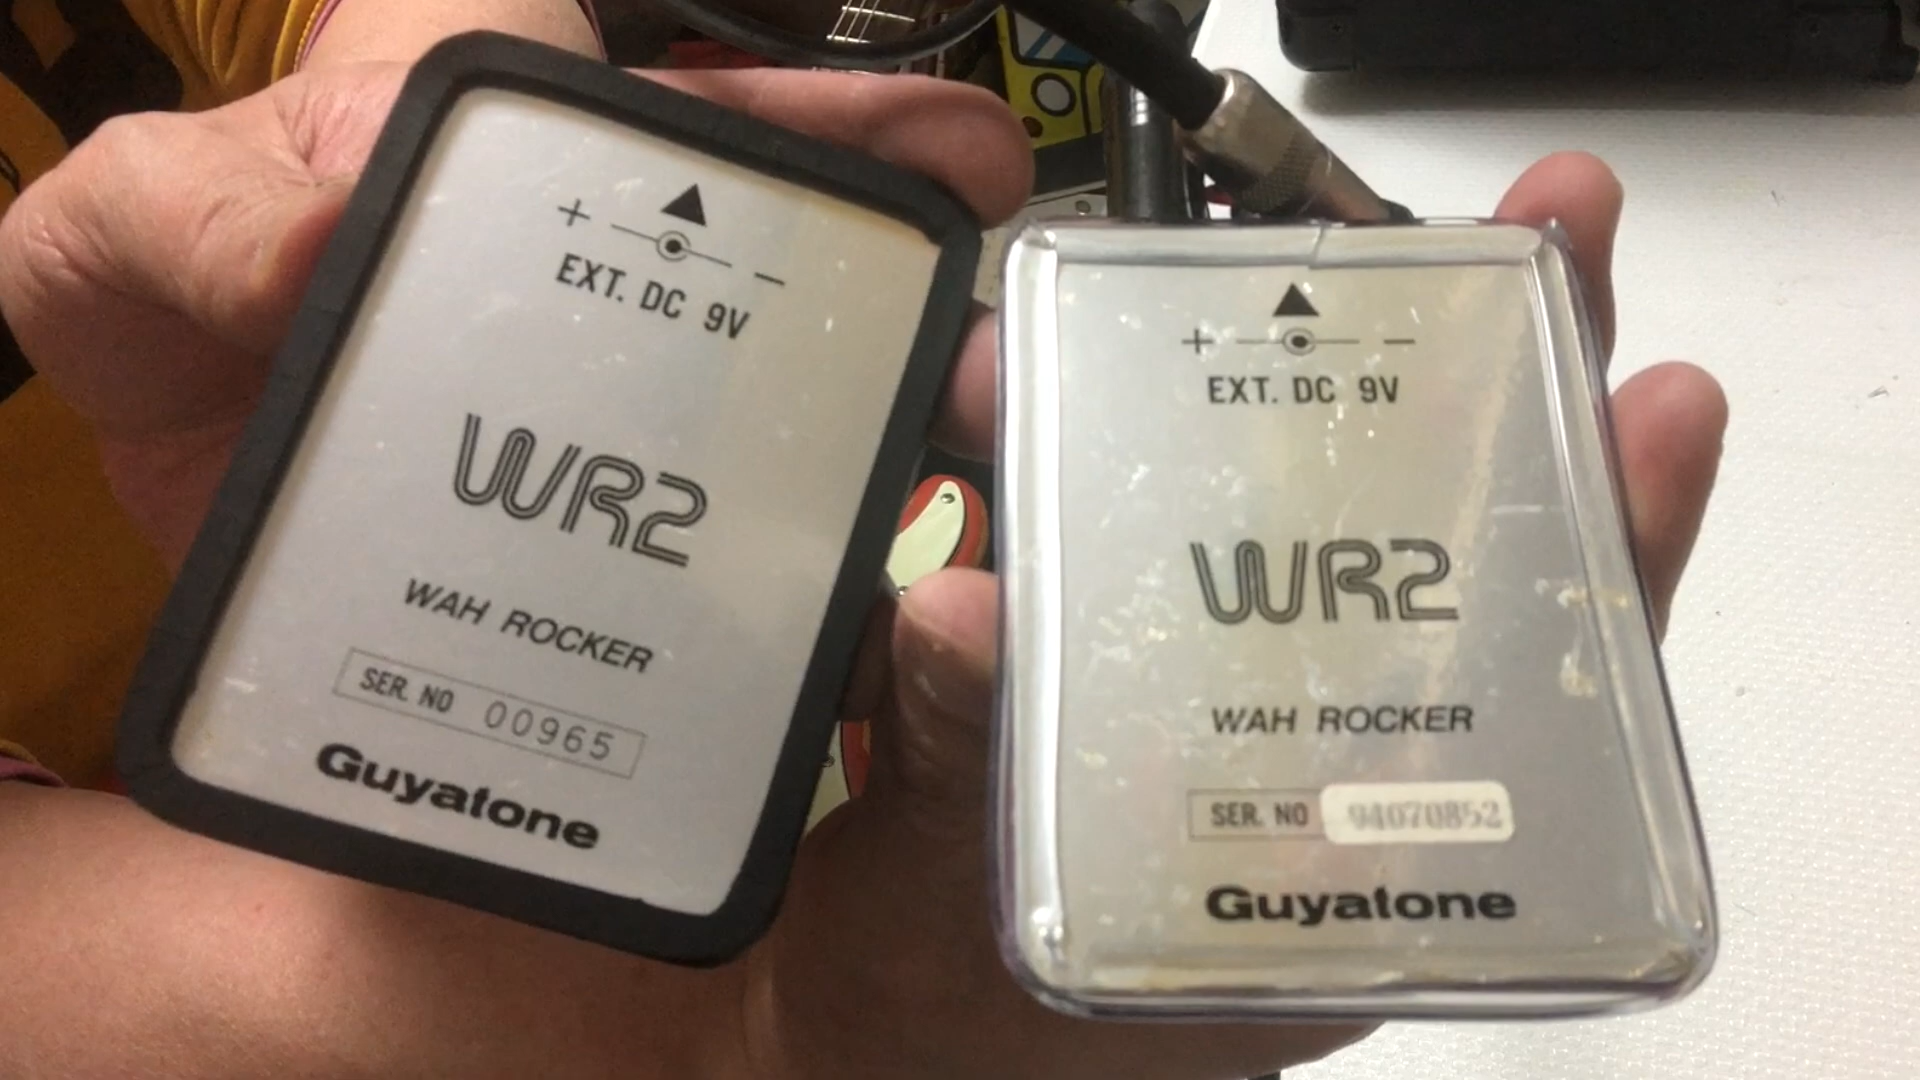 + −
EXT. DC 9V
WR2
WAH ROCKER
SER. NO 00965
Guyatone
+ −
EXT. DC 9V
WR2
WAH ROCKER
SER. NO 94070852
Guyatone